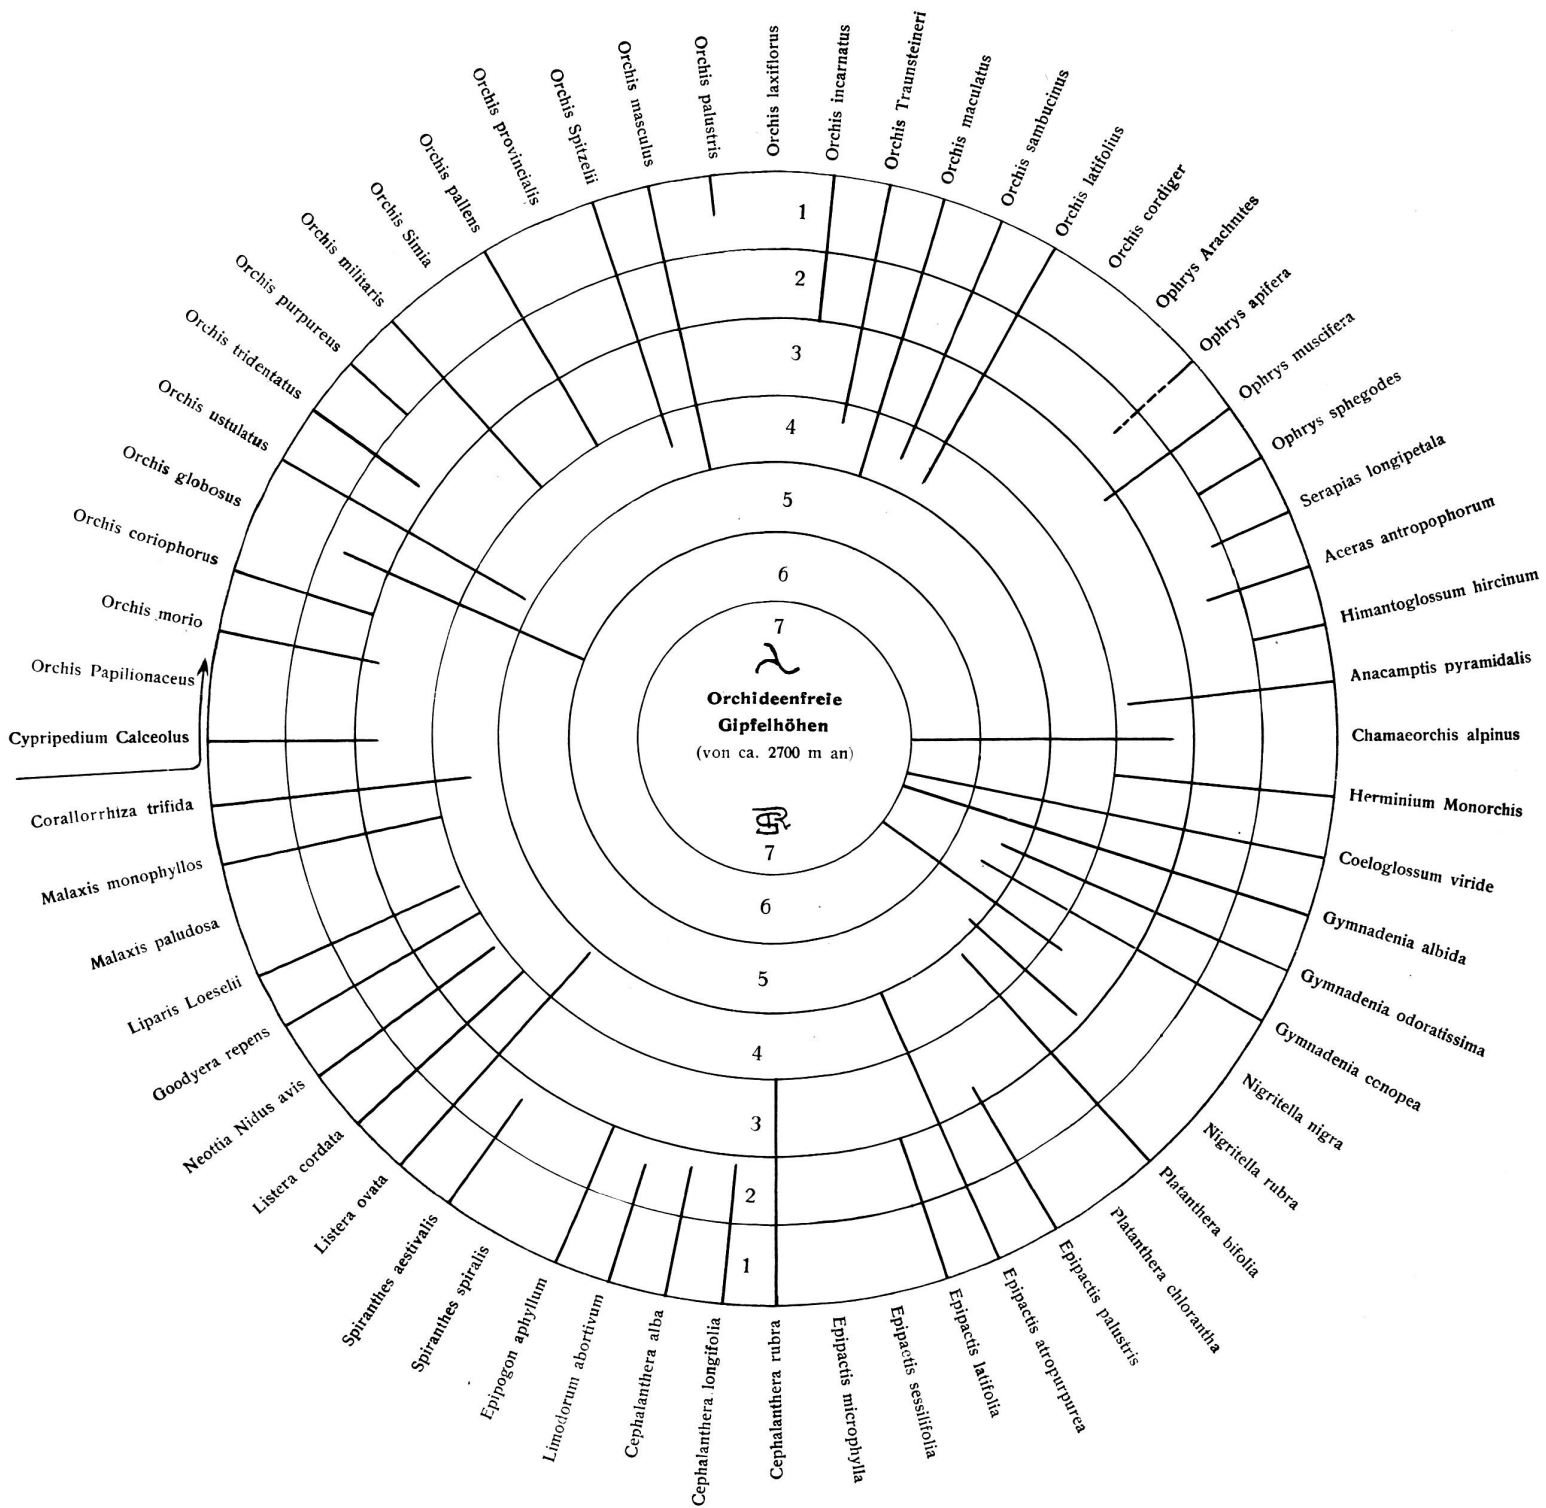 Cypripedium Calceolus
Orchis Papilionaceus
Orchis morio
Orchis coriophorus
Orchis globosus
Orchis ustulatus
Orchis tridentatus
Orchis purpureus
Orchis militaris
Orchis Simia
Orchis pallens
Orchis provincialis
Orchis Spitzelii
Orchis masculus
Orchis palustris
Orchis laxiflorus
Orchis incarnatus
Orchis Traunsteineri
Orchis maculatus
Orchis sambucinus
Orchis latifolius
Orchis cordiger
Ophrys Arachnites
Ophrys apifera
Ophrys muscifera
Ophrys sphegodes
Serapias longipetala
Aceras antropophorum
Himantoglossum hircinum
Anacamptis pyramidalis
Chamaeorchis alpinus
Herminium Monorchis
Coeloglossum viride
Gymnadenia albida
Gymnadenia odoratissima
Gymnadenia conopea
Nigritella nigra
Nigritella rubra
Platanthera bifolia
Platanthera chlorantha
Epipactis palustris
Epipactis atropurpurea
Epipactis latifolia
Epipactis sessilifolia
Epipactis microphylla
Cephalanthera rubra
Cephalanthera longifolia
Cephalanthera alba
Limodorum abortivum
Epipogon aphyllum
Spiranthes spiralis
Spiranthes aestivalis
Listera ovata
Listera cordata
Neottia Nidus avis
Goodyera repens
Liparis Loeselii
Malaxis paludosa
Malaxis monophyllos
Corallorrhiza trifida
1
2
3
4
5
6
7
Orchideenfreie
Gipfelhöhen
(von ca. 2700 m an)
7
6
5
4
3
2
1